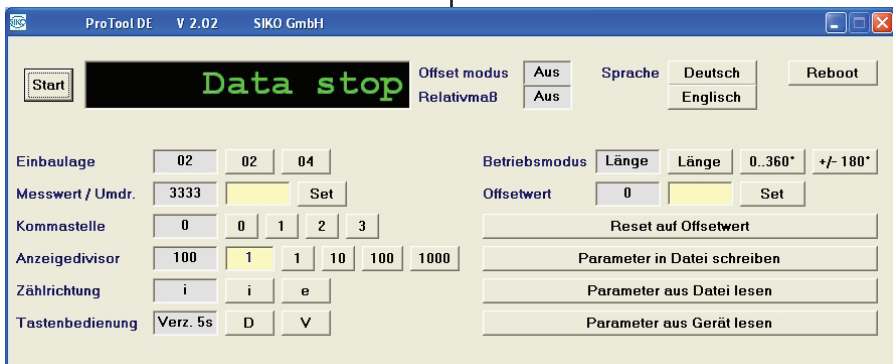 SIKO ProTool DE V 2.02 SIKO GmbH
Start Data stop Offset modus Aus Sprache Deutsch Reboot
Relativmaß Aus Englisch
Einbaulage 02 02 04 Betriebsmodus Länge Länge 0..360° +/- 180°
Messwert / Umdr. 3333 Set Offsetwert 0 Set
Kommastelle 0 0 1 2 3 Reset auf Offsetwert
Anzeigedivisor 100 1 1 10 100 1000 Parameter in Datei schreiben
Zählrichtung i i e Parameter aus Datei lesen
Tastenbedienung Verz. 5s D V Parameter aus Gerät lesen